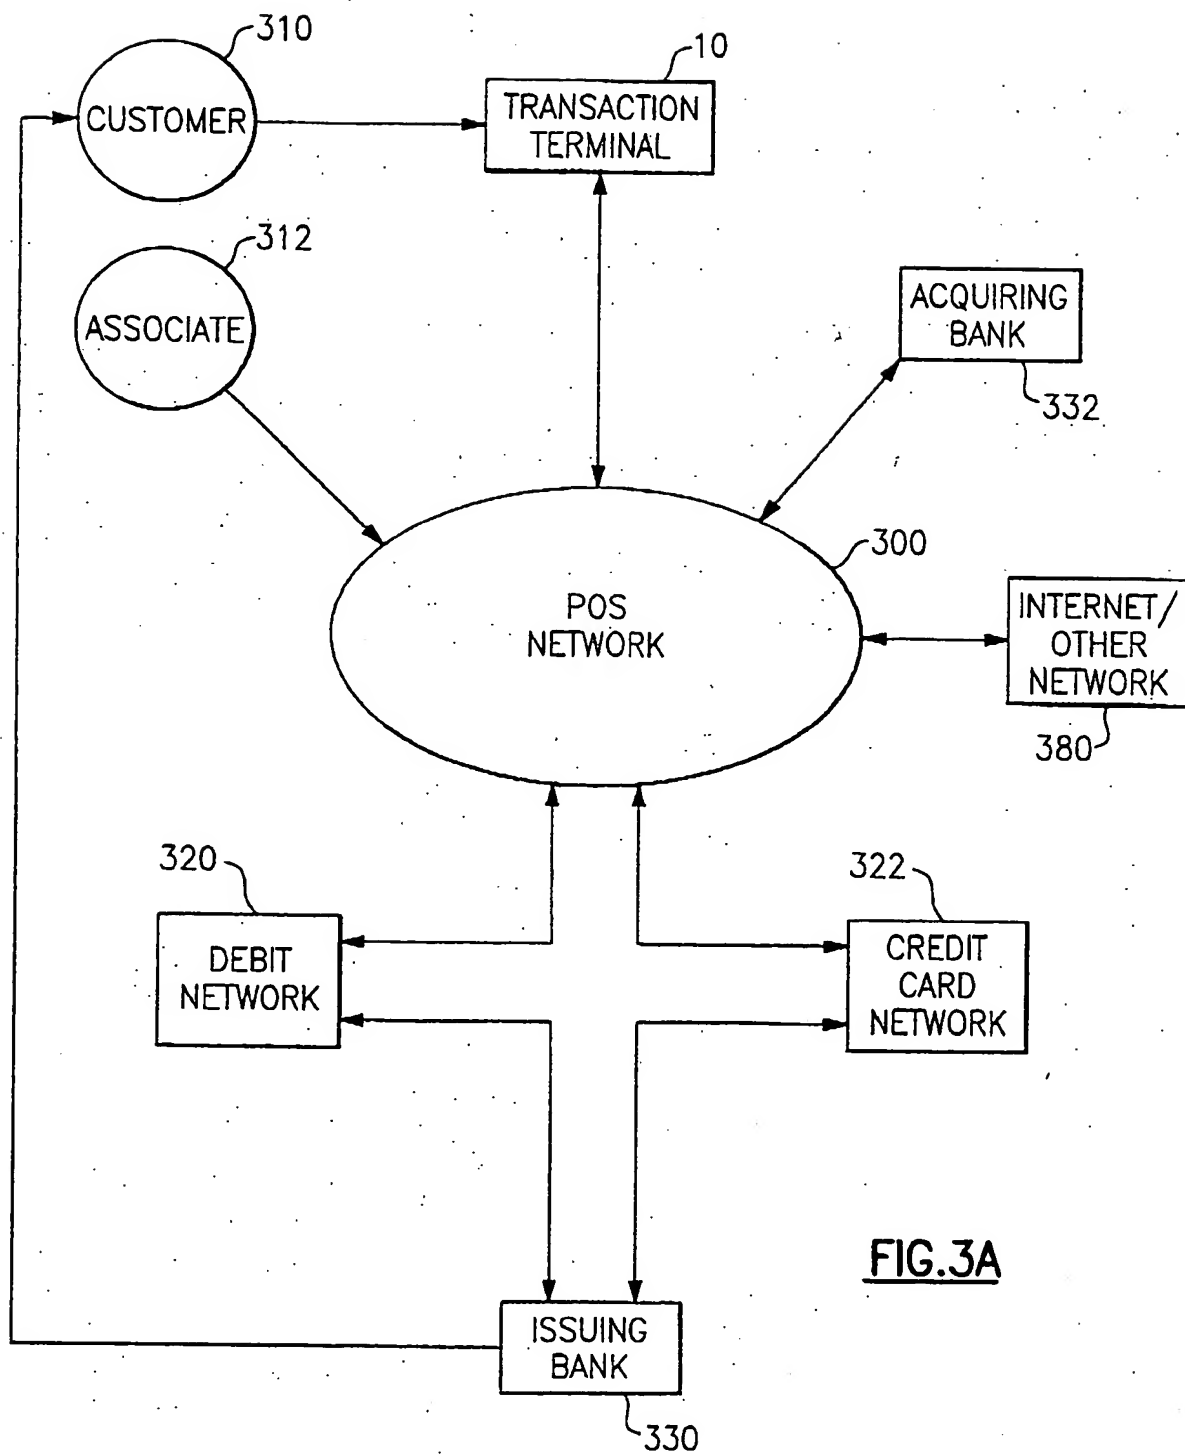 310
CUSTOMER
10
TRANSACTION
TERMINAL
312
ASSOCIATE
ACQUIRING
BANK
332
300
POS
NETWORK
INTERNET/
OTHER
NETWORK
380
320
DEBIT
NETWORK
322
CREDIT
CARD
NETWORK
FIG.3A
ISSUING
BANK
330